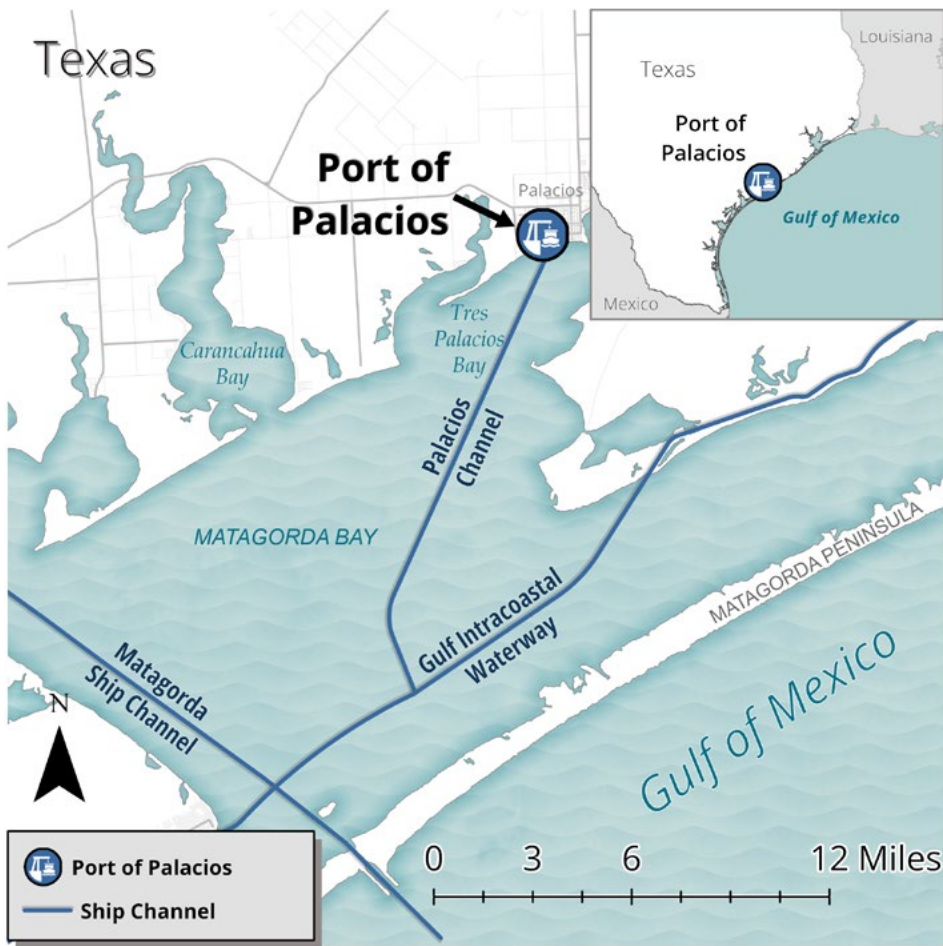 Texas
Port of
Palacios
Palacios
Tres
Palacios
Bay
Carancahua
Bay
Palacios
Channel
MATAGORDA BAY
Gulf Intracoastal
Waterway
MATAGORDA PENINSULA
Matagorda
Ship Channel
Gulf of Mexico
N
Louisiana
Texas
Port of
Palacios
Gulf of Mexico
Mexico
Port of Palacios
Ship Channel
0 3 6 12 Miles